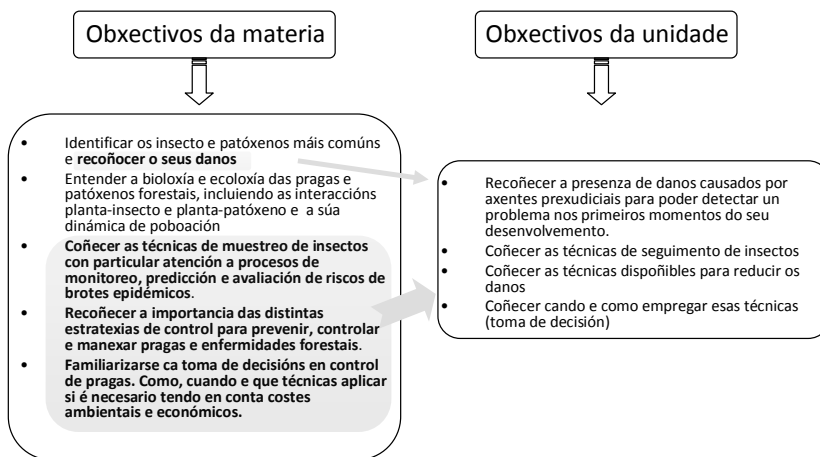 Obxectivos da materia
• Identificar os insecto e patóxenos máis comúns
e recoñocer o seus danos
• Entender a bioloxía e ecoloxía das pragas e
patóxenos forestais, incluiendo as interaccións
planta-insecto e planta-patóxeno e a súa
dinámica de poboación
• Coñecer as técnicas de muestreo de insectos
con particular atención a procesos de
monitoreo, predicción e avaliación de riscos de
brotes epidémicos.
• Recoñecer a importancia das distintas
estratexias de control para prevenir, controlar
e manexar pragas e enfermidades forestais.
• Familiarizarse ca toma de decisións en control
de pragas. Como, cuando e que técnicas aplicar
si é necesario tendo en conta costes
ambientais e económicos.
Obxectivos da unidade
• Recoñecer a presenza de danos causados por
axentes prexudiciais para poder detectar un
problema nos primeiros momentos do seu
desenvolvemento.
• Coñecer as técnicas de seguimento de insectos
• Coñecer as técnicas dispoñibles para reducir os
danos
• Coñecer cando e como empregar esas técnicas
(toma de decisión)